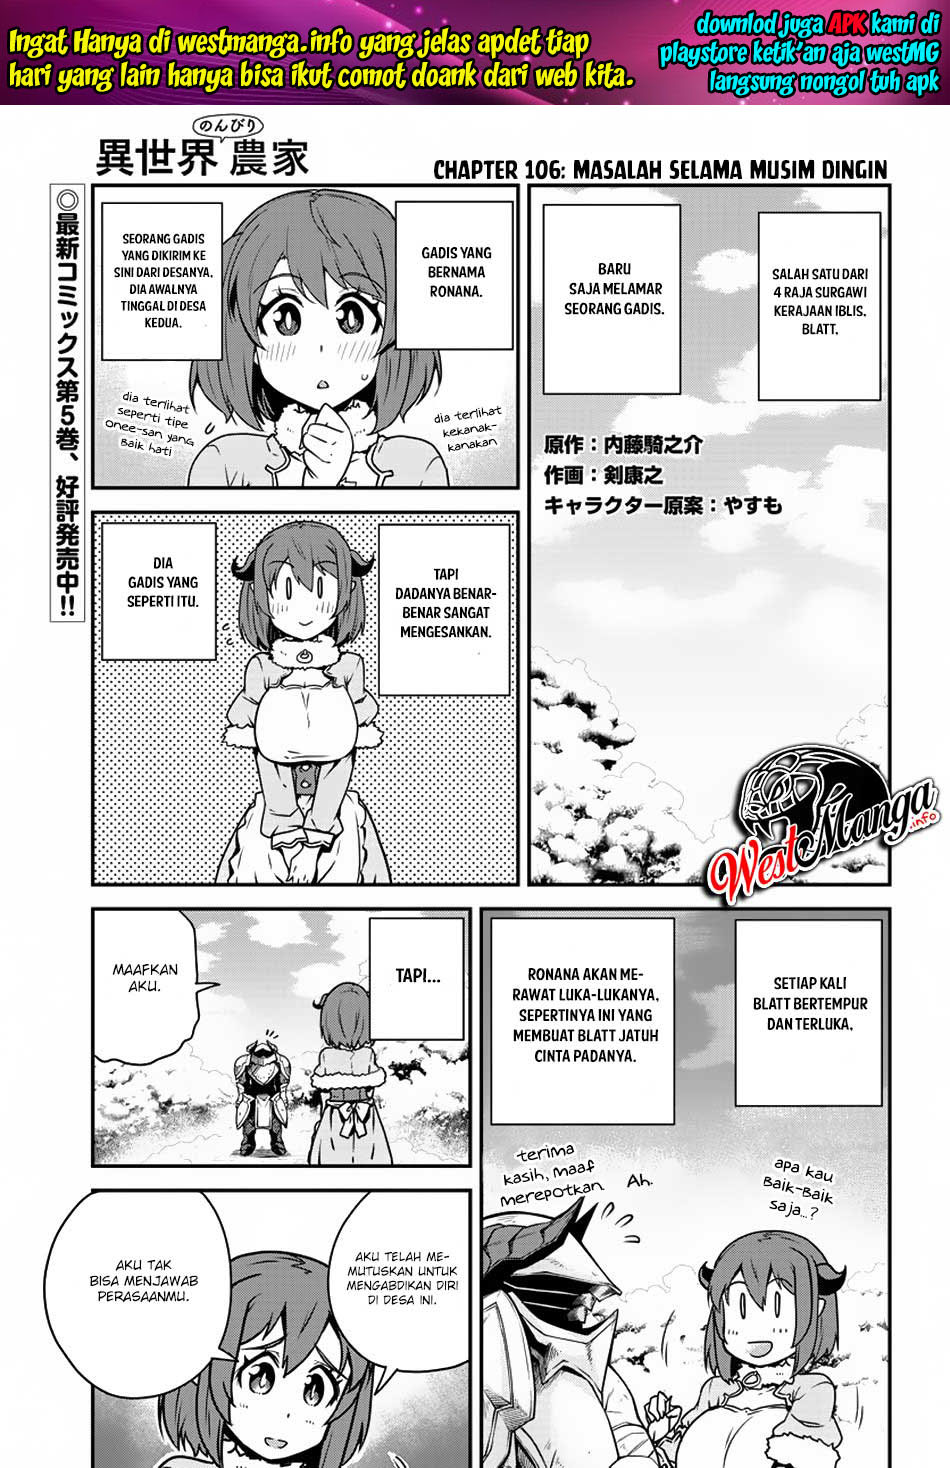 Ingat Hanya di westmanga.info yang jelas apdet tiap
hari yang lain hanya bisa ikut comot doank dari web kita.
downlod juga APK kami di
playstore ketik'an aja westMG
langsung nongol tuh apk
のんびり
異世界農家
CHAPTER 106: MASALAH SELAMA MUSIM DINGIN
◎最新コミックス第5巻、好評発売中!!
SALAH SATU DARI
4 RAJA SURGAWI
KERAJAAN IBLIS,
BLATT,
BARU
SAJA MELAMAR
SEORANG GADIS.
原作：内藤騎之介
作画：剣康之
キャラクター原案：やすも
GADIS YANG
BERNAMA
RONANA.
SEORANG GADIS
YANG DIKIRIM KE
SINI DARI DESANYA,
DIA AWALNYA
TINGGAL DI DESA
KEDUA.
dia terlihat
kekanak-
kanakan
dia terlihat
seperti tipe
onee-san yang
baik hati
TAPI
DADANYA BENAR-
BENAR SANGAT
MENGESANKAN.
DIA
GADIS YANG
SEPERTI ITU.
WestManga
.info
SETIAP KALI
BLATT BERTEMPUR
DAN TERLUKA,
RONANA AKAN ME-
RAWAT LUKA-LUKANYA,
SEPERTINYA INI YANG
MEMBUAT BLATT JATUH
CINTA PADANYA.
apa kau
baik-baik
saja...?
Ah.
terima
kasih, maaf
merepotkan.
TAPI...
MAAFKAN
AKU.
AKU TELAH ME-
MUTUSKAN UNTUK
MENGABDIKAN DIRI
DI DESA INI,
AKU TAK
BISA MENJAWAB
PERASAANMU.